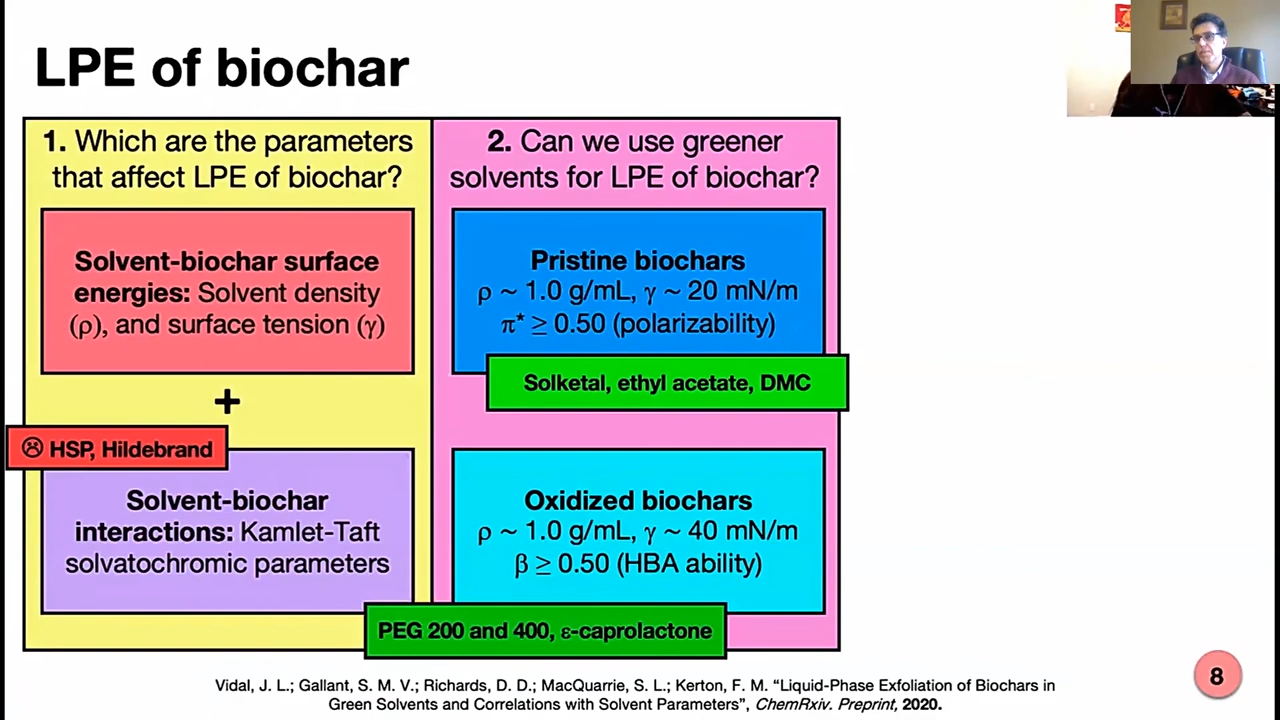 LPE of biochar
1. Which are the parameters
that affect LPE of biochar?
Solvent-biochar surface
energies: Solvent density
(ρ), and surface tension (γ)
+
☹ HSP, Hildebrand
Solvent-biochar
interactions: Kamlet-Taft
solvatochromic parameters
2. Can we use greener
solvents for LPE of biochar?
Pristine biochars
ρ ~ 1.0 g/mL, γ ~ 20 mN/m
π* ≥ 0.50 (polarizability)
Solketal, ethyl acetate, DMC
Oxidized biochars
ρ ~ 1.0 g/mL, γ ~ 40 mN/m
β ≥ 0.50 (HBA ability)
PEG 200 and 400, ε-caprolactone
Vidal, J. L.; Gallant, S. M. V.; Richards, D. D.; MacQuarrie, S. L.; Kerton, F. M. “Liquid-Phase Exfoliation of Biochars in
Green Solvents and Correlations with Solvent Parameters”, ChemRxiv. Preprint, 2020.
8